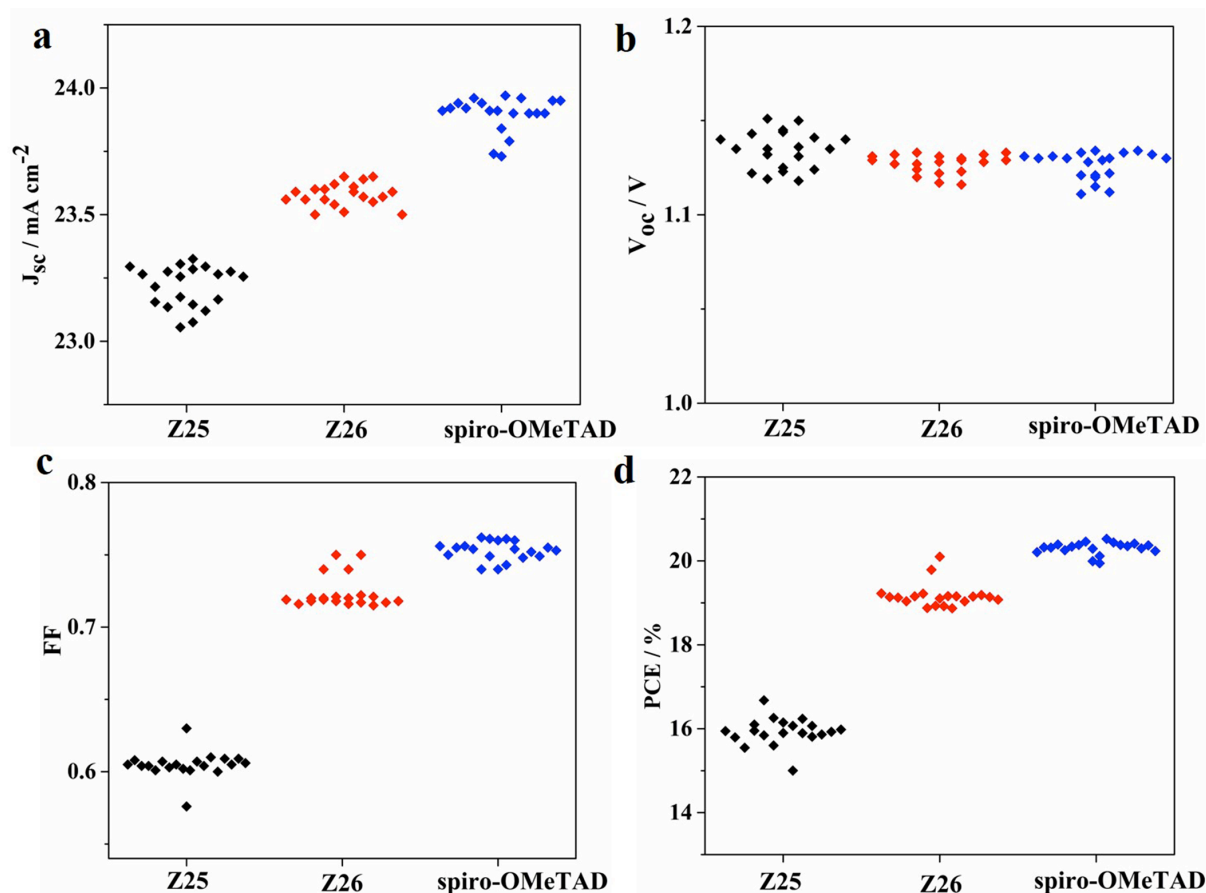 a
J_sc / mA cm⁻²
24.0
23.5
23.0
Z25 Z26 spiro-OMeTAD
b
V_oc / V
1.2
1.1
1.0
Z25 Z26 spiro-OMeTAD
c
FF
0.8
0.7
0.6
Z25 Z26 spiro-OMeTAD
d
PCE / %
22
20
18
16
14
Z25 Z26 spiro-OMeTAD